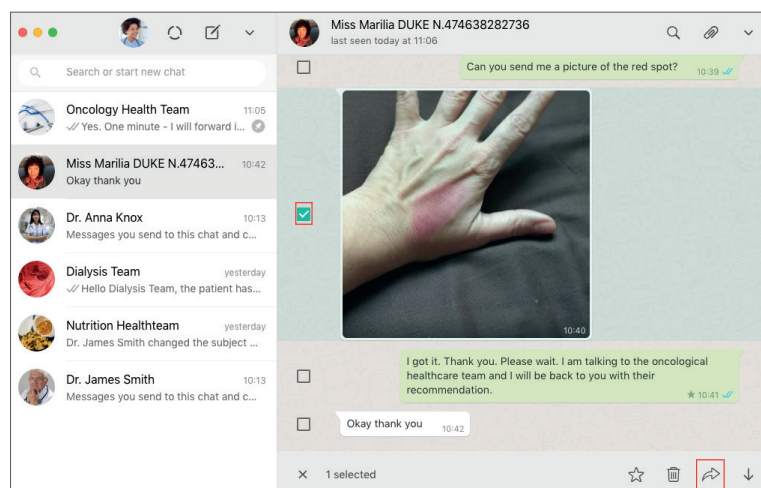 Miss Marilia DUKE N.474638282736
last seen today at 11:06
Search or start new chat
Oncology Health Team 11:05
Yes. One minute - I will forward i...
Miss Marilia DUKE N.47463... 10:42
Okay thank you
Dr. Anna Knox 10:13
Messages you send to this chat and c...
Dialysis Team yesterday
Hello Dialysis Team, the patient has...
Nutrition Healthteam yesterday
Dr. James Smith changed the subject ...
Dr. James Smith 10:13
Messages you send to this chat and c...
Can you send me a picture of the red spot? 10:39
10:40
I got it. Thank you. Please wait. I am talking to the oncological
healthcare team and I will be back to you with their
recommendation.
10:41
Okay thank you 10:42
1 selected